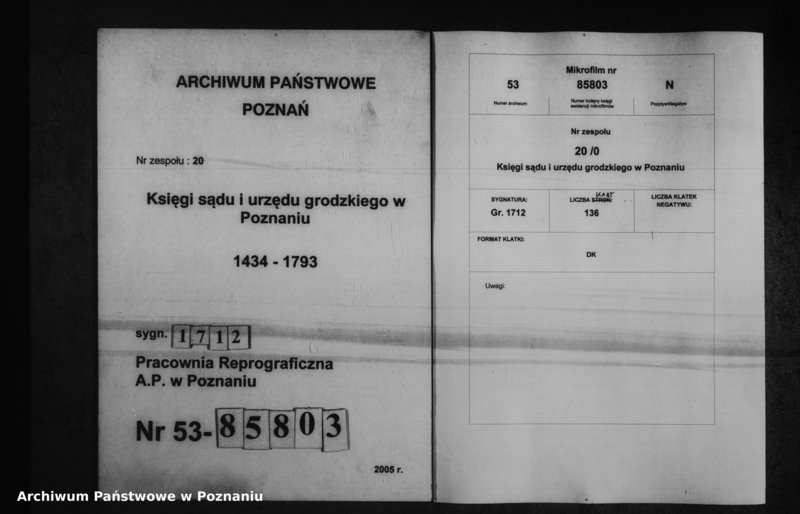 ARCHIWUM PAŃSTWOWE
POZNAŃ
Nr zespołu : 20
Księgi sądu i urzędu grodzkiego w
Poznaniu
1434 - 1793
sygn. 1712
Pracownia Reprograficzna
A.P. w Poznaniu
Nr 53-85803
2005 r.
Mikrofilm nr
53 85803 N
Numer archiwum
Numer kolejny księgi
ewidencji mikrofilmów
Pozytyw/Negatyw
Nr zespołu
20 /0
Księgi sądu i urzędu grodzkiego w Poznaniu
SYGNATURA:
Gr. 1712
KART
LICZBA STRON:
136
LICZBA KLATEK
NEGATYWU:
FORMAT KLATKI:
DK
Uwagi:
Archiwum Państwowe w Poznaniu